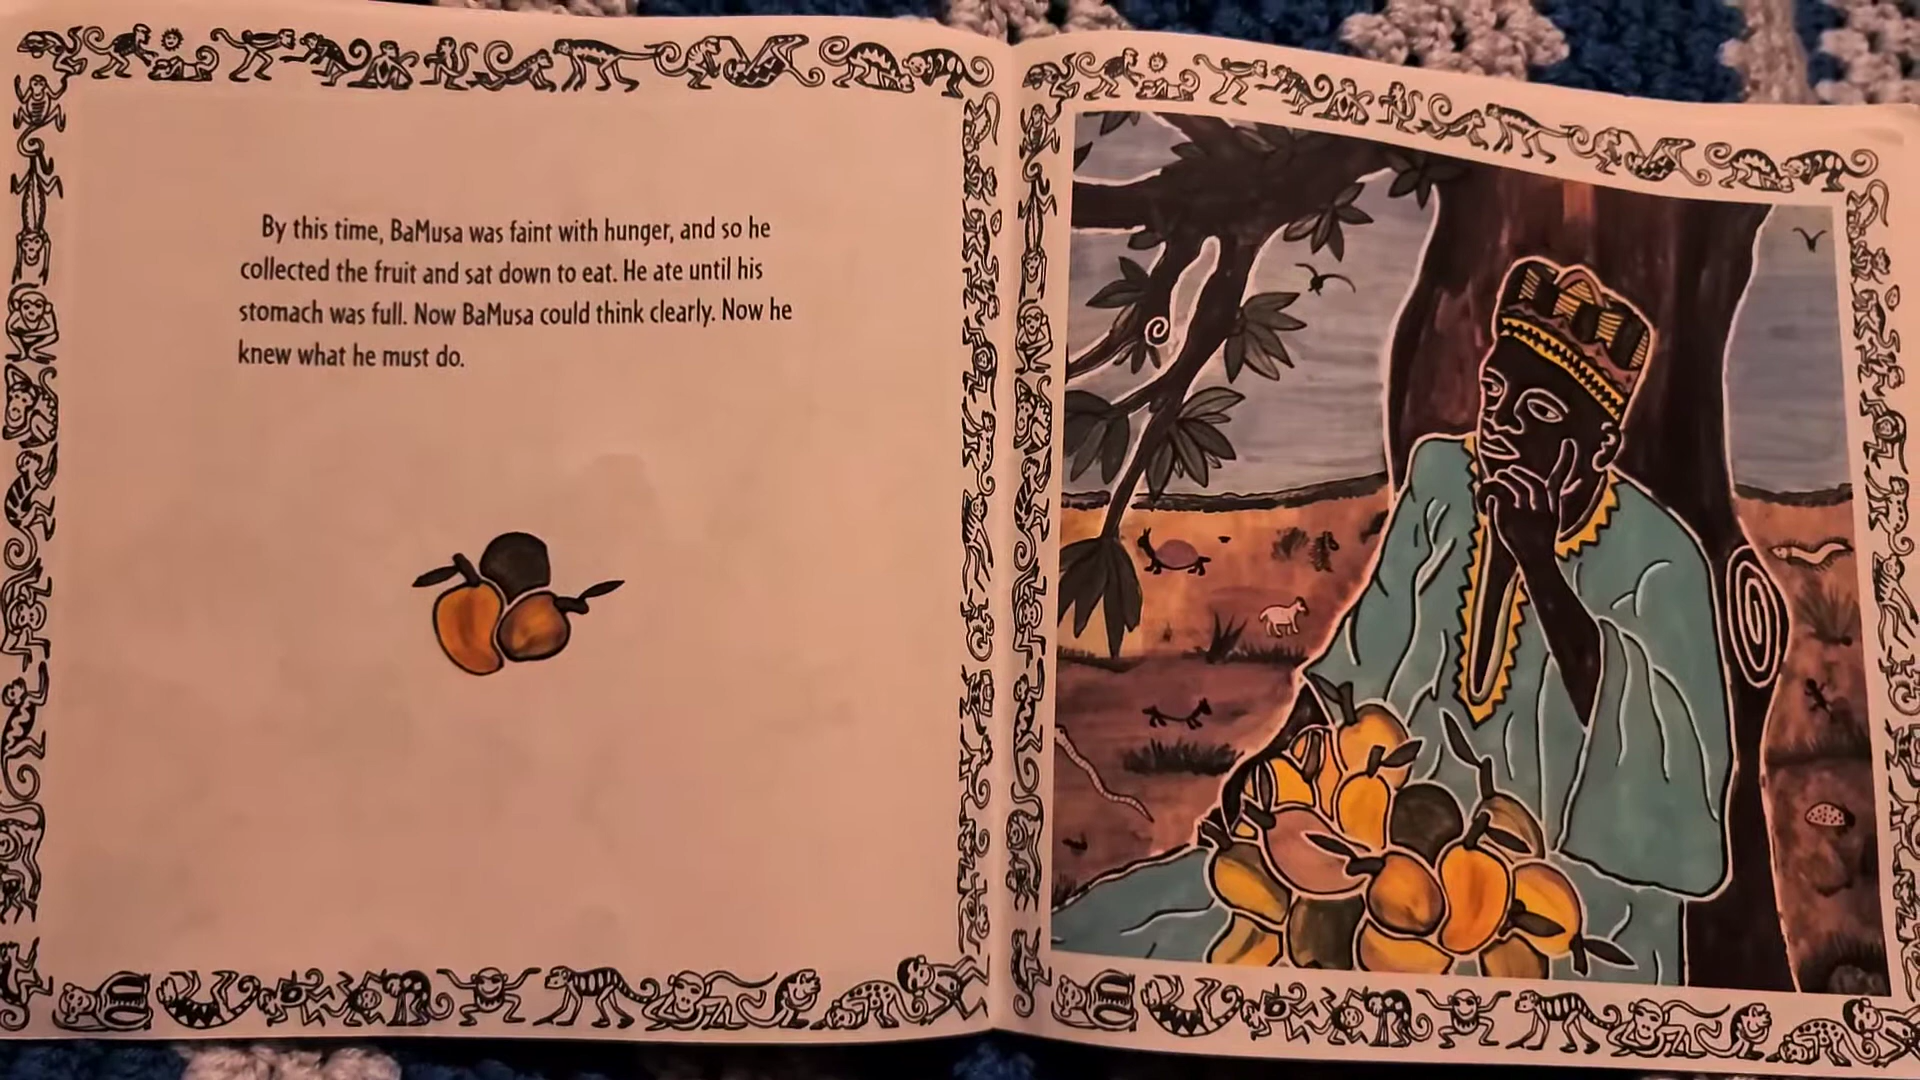 By this time, BaMusa was faint with hunger, and so he
collected the fruit and sat down to eat. He ate until his
stomach was full. Now BaMusa could think clearly. Now he
knew what he must do.